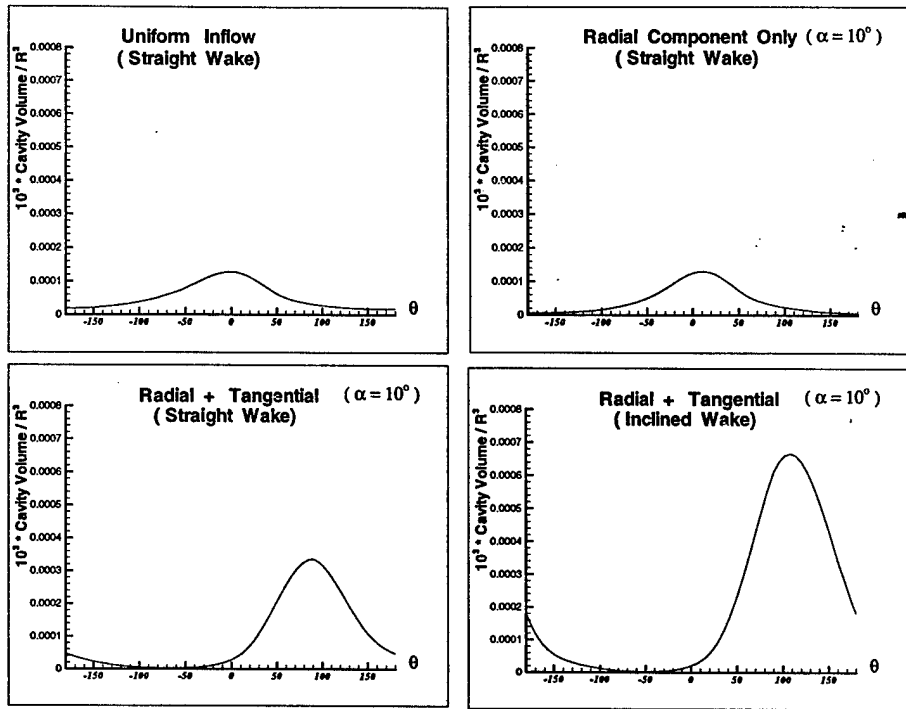 Uniform Inflow
( Straight Wake)
10³ * Cavity Volume / R³
0.0008
0.0007
0.0006
0.0005
0.0004
0.0003
0.0002
0.0001
0
-150 -100 -50 0 50 100 150 θ
Radial Component Only ( α = 10° )
(Straight Wake)
10³ * Cavity Volume / R³
0.0008
0.0007
0.0006
0.0005
0.0004
0.0003
0.0002
0.0001
0
-150 -100 -50 0 50 100 150 θ
Radial + Tangential ( α = 10° )
( Straight Wake)
10³ * Cavity Volume / R³
0.0008
0.0007
0.0006
0.0005
0.0004
0.0003
0.0002
0.0001
0
-150 -100 -50 0 50 100 150 θ
Radial + Tangential ( α = 10° )
( Inclined Wake)
10³ * Cavity Volume / R³
0.0008
0.0007
0.0006
0.0005
0.0004
0.0003
0.0002
0.0001
0
-150 -100 -50 0 50 100 150 θ